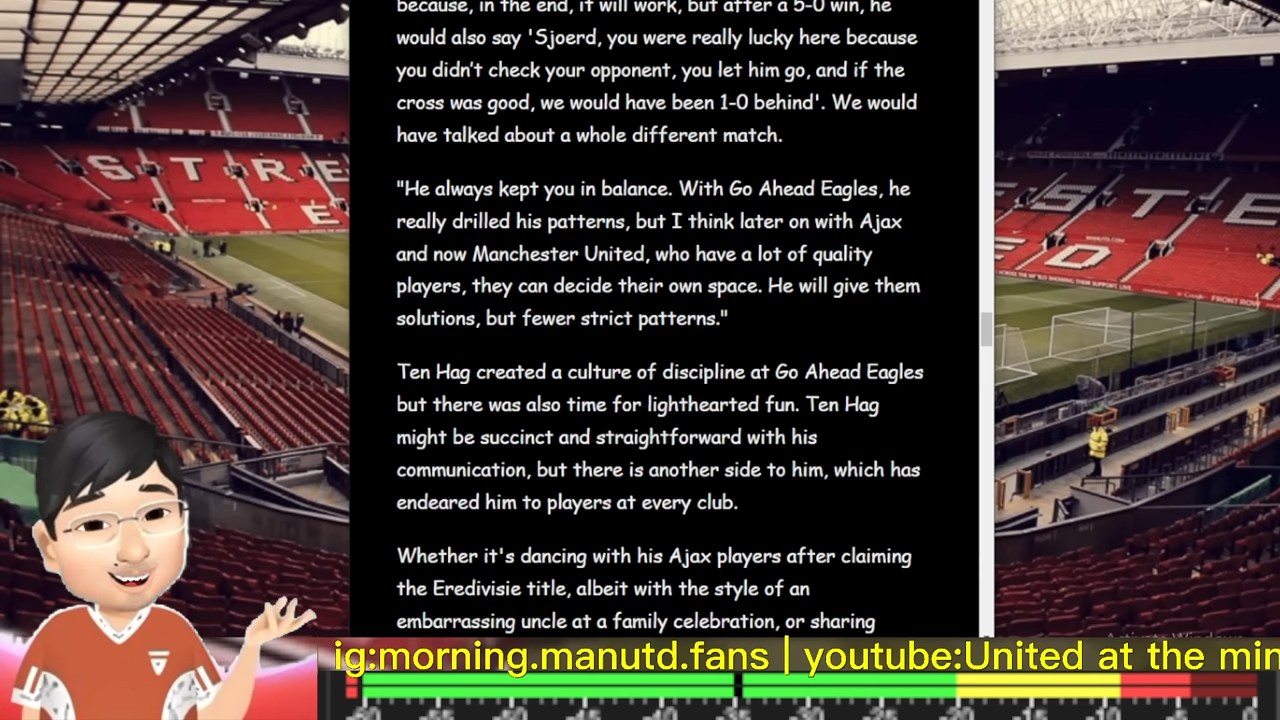 because, in the end, it will work, but after a 5-0 win, he
would also say 'Sjoerd, you were really lucky here because
you didn't check your opponent, you let him go, and if the
cross was good, we would have been 1-0 behind'. We would
have talked about a whole different match.
"He always kept you in balance. With Go Ahead Eagles, he
really drilled his patterns, but I think later on with Ajax
and now Manchester United, who have a lot of quality
players, they can decide their own space. He will give them
solutions, but fewer strict patterns."
Ten Hag created a culture of discipline at Go Ahead Eagles
but there was also time for lighthearted fun. Ten Hag
might be succinct and straightforward with his
communication, but there is another side to him, which has
endeared him to players at every club.
Whether it's dancing with his Ajax players after claiming
the Eredivisie title, albeit with the style of an
embarrassing uncle at a family celebration, or sharing
STRE
E
STE
ED
FRONT ROW
Activate Windows
ig:morning.manutd.fans | youtube:United at the min